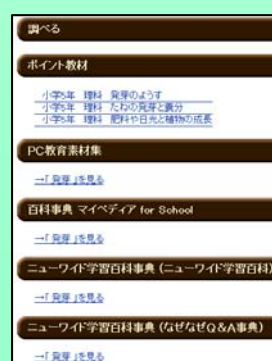 調べる
ポイント教材
小学5年 理科 発芽のようす
小学5年 理科 たねの発芽と養分
小学5年 理科 肥料や日光と植物の成長
PC教育素材集
→「発芽」を見る
百科事典 マイペディア for School
→「発芽」を見る
ニューワイド学習百科事典 (ニューワイド学習百科)
→「発芽」を見る
ニューワイド学習百科事典 (なぜなぜQ&A事典)
→「発芽」を見る